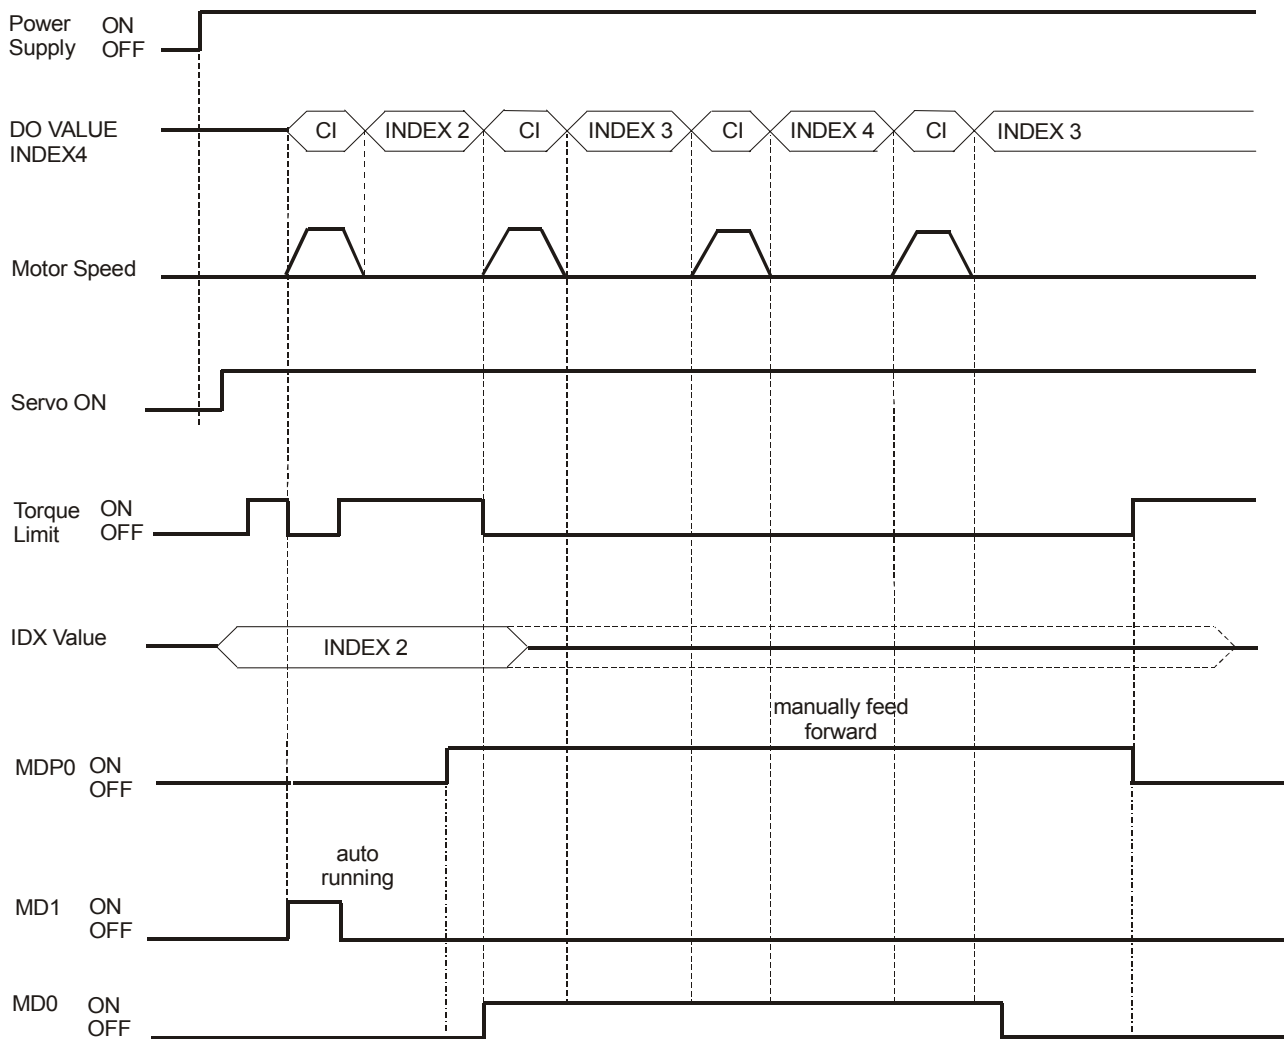 Power ON
Supply OFF
DO VALUE
INDEX4
CI INDEX 2 CI INDEX 3 CI INDEX 4 CI INDEX 3
Motor Speed
Servo ON
Torque ON
Limit OFF
IDX Value
INDEX 2
manually feed
forward
MDP0 ON
OFF
auto
running
MD1 ON
OFF
MD0 ON
OFF